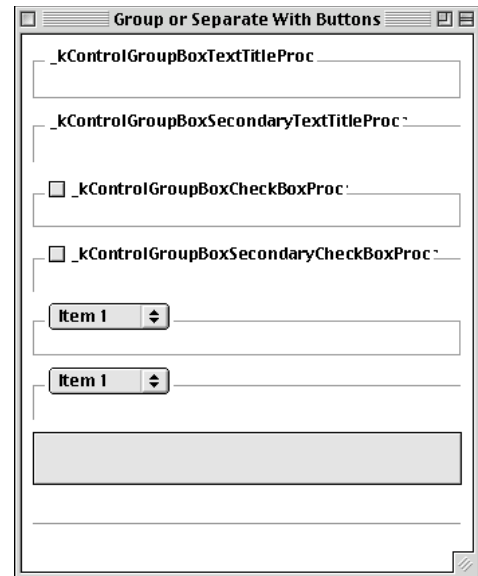 Group or Separate With Buttons
_kControlGroupBoxTextTitleProc
_kControlGroupBoxSecondaryTextTitleProc
_kControlGroupBoxCheckBoxProc
_kControlGroupBoxSecondaryCheckBoxProc
Item 1
Item 1